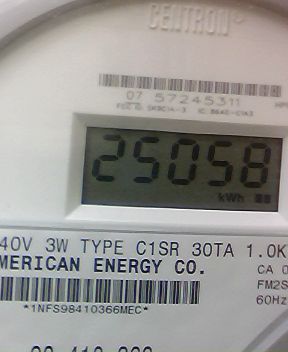 CENTRON
07 57245311
25058
kWh
40V 3W TYPE C1SR 30TA 1.0K
MERICAN ENERGY CO.
CA 0
FM2S
60Hz
*1NFS98410366MEC*